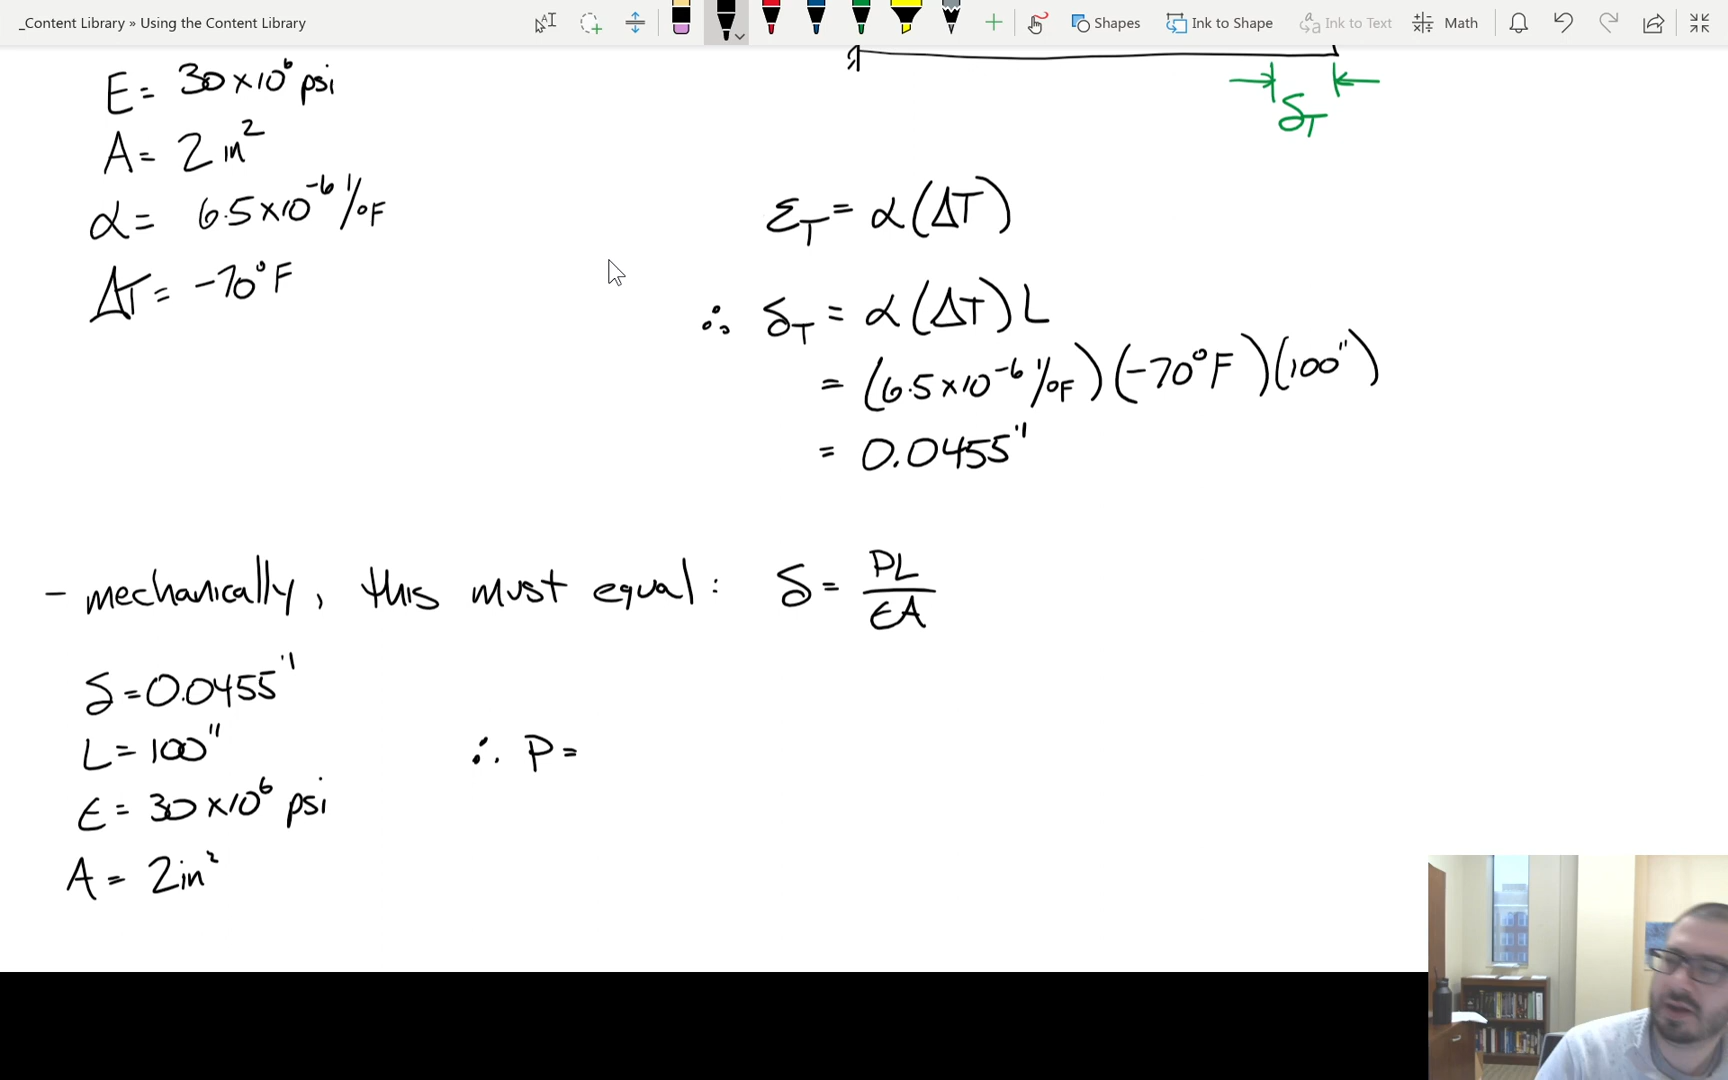 _Content Library » Using the Content Library
Shapes
Ink to Shape
Ink to Text
Math
E = 30×10⁶ psi
A = 2 in²
α = 6.5×10⁻⁶ 1/°F
ΔT = -70°F
δT
εT = α(ΔT)
∴ δT = α(ΔT)L
= (6.5×10⁻⁶ 1/°F)(-70°F)(100")
= 0.0455"
- mechanically, this must equal: δ = PL/EA
δ = 0.0455"
L = 100"
∴ P =
E = 30×10⁶ psi
A = 2in²